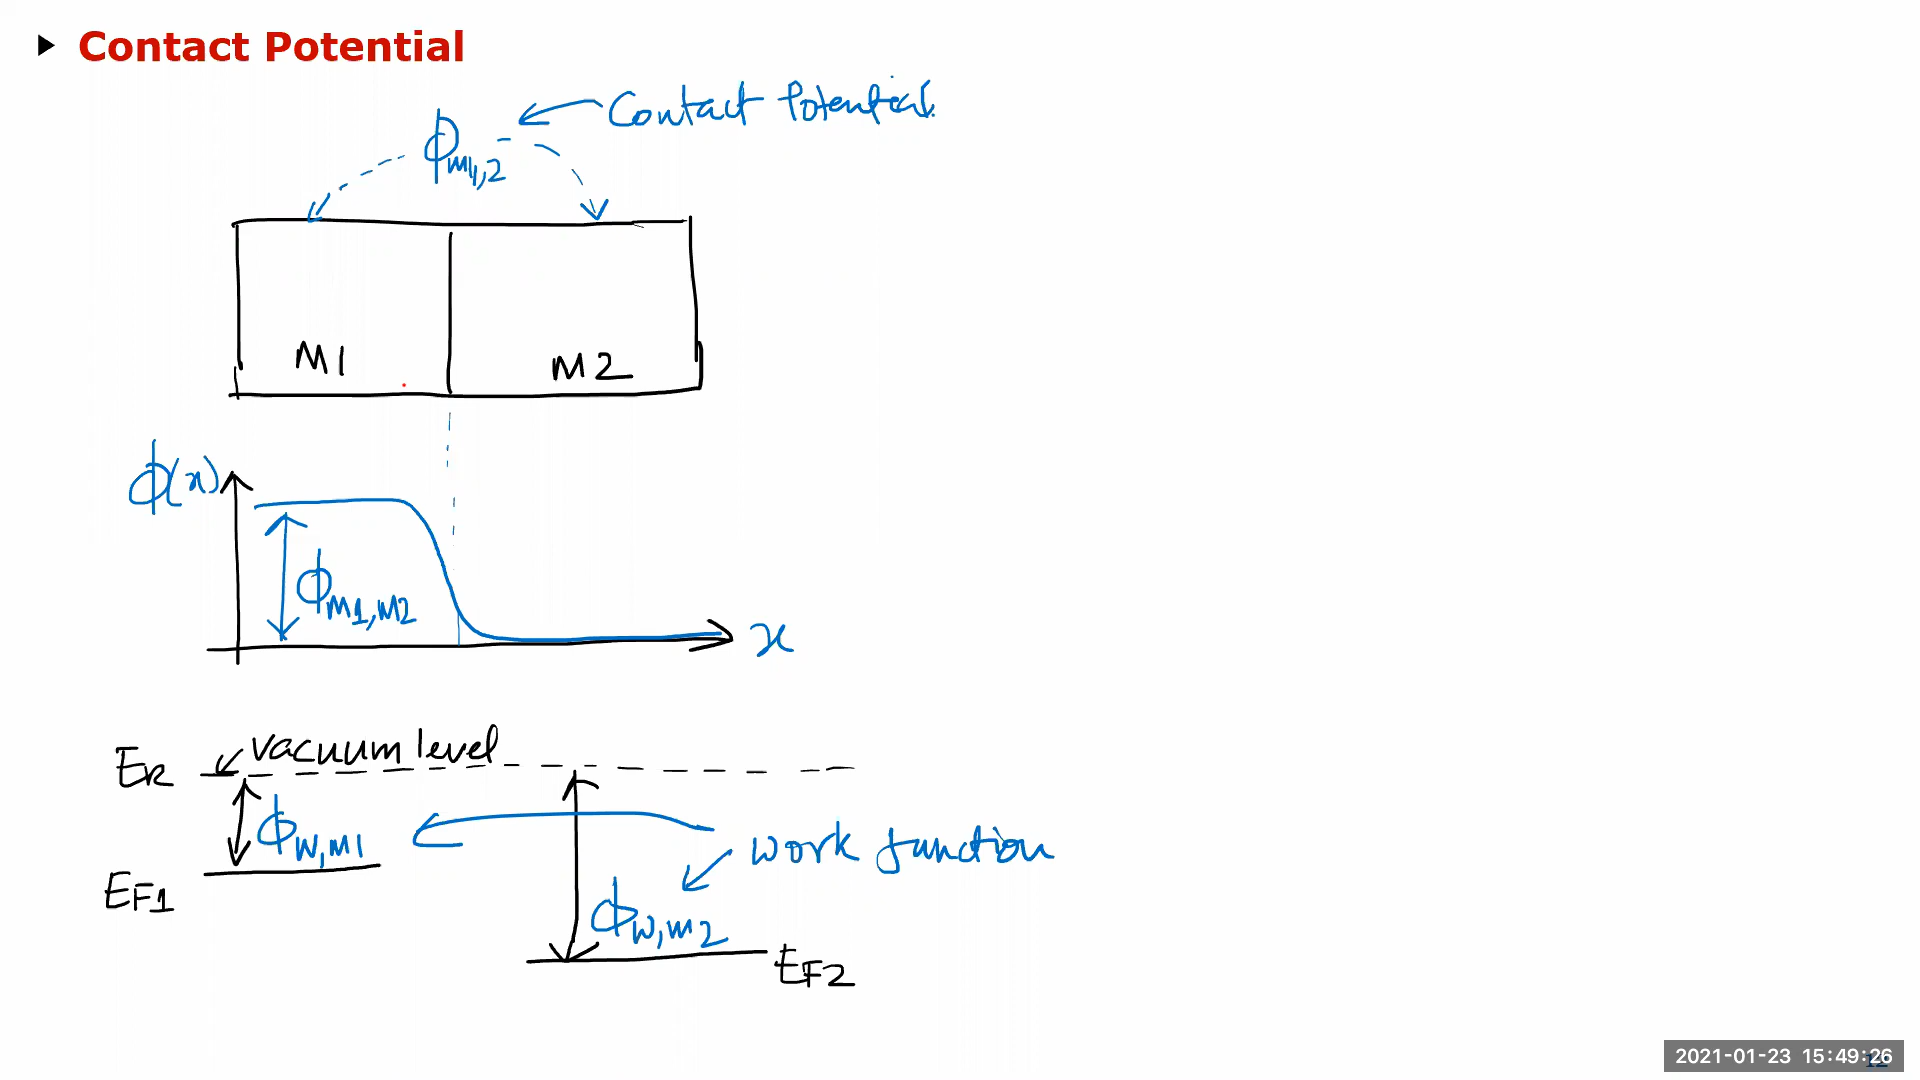 Contact Potential
Contact Potential.
ϕM1,2
M1
M2
ϕ(x)
ϕM1,M2
x
ER
vacuum level
ϕW,M1
work function
EF1
ϕW,M2
EF2
2021-01-23 15:49:26
12